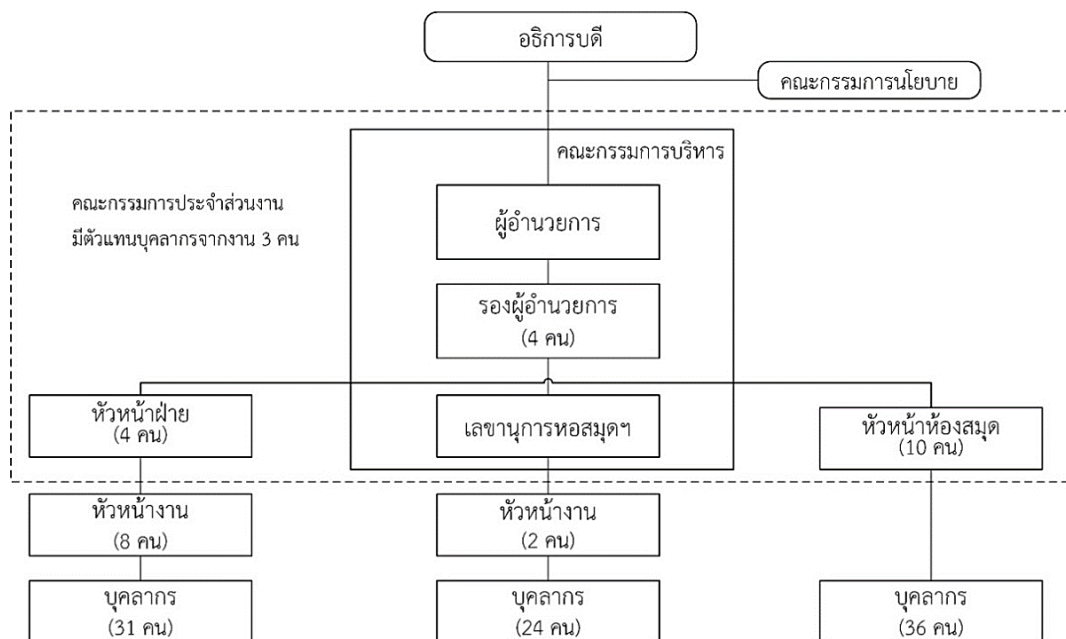 อธิการบดี
คณะกรรมการนโยบาย
คณะกรรมการบริหาร
คณะกรรมการประจำส่วนงาน
มีตัวแทนบุคลากรจากงาน 3 คน
ผู้อำนวยการ
รองผู้อำนวยการ
(4 คน)
หัวหน้าฝ่าย
(4 คน)
เลขานุการหอสมุดฯ
หัวหน้าห้องสมุด
(10 คน)
หัวหน้างาน
(8 คน)
หัวหน้างาน
(2 คน)
บุคลากร
(31 คน)
บุคลากร
(24 คน)
บุคลากร
(36 คน)